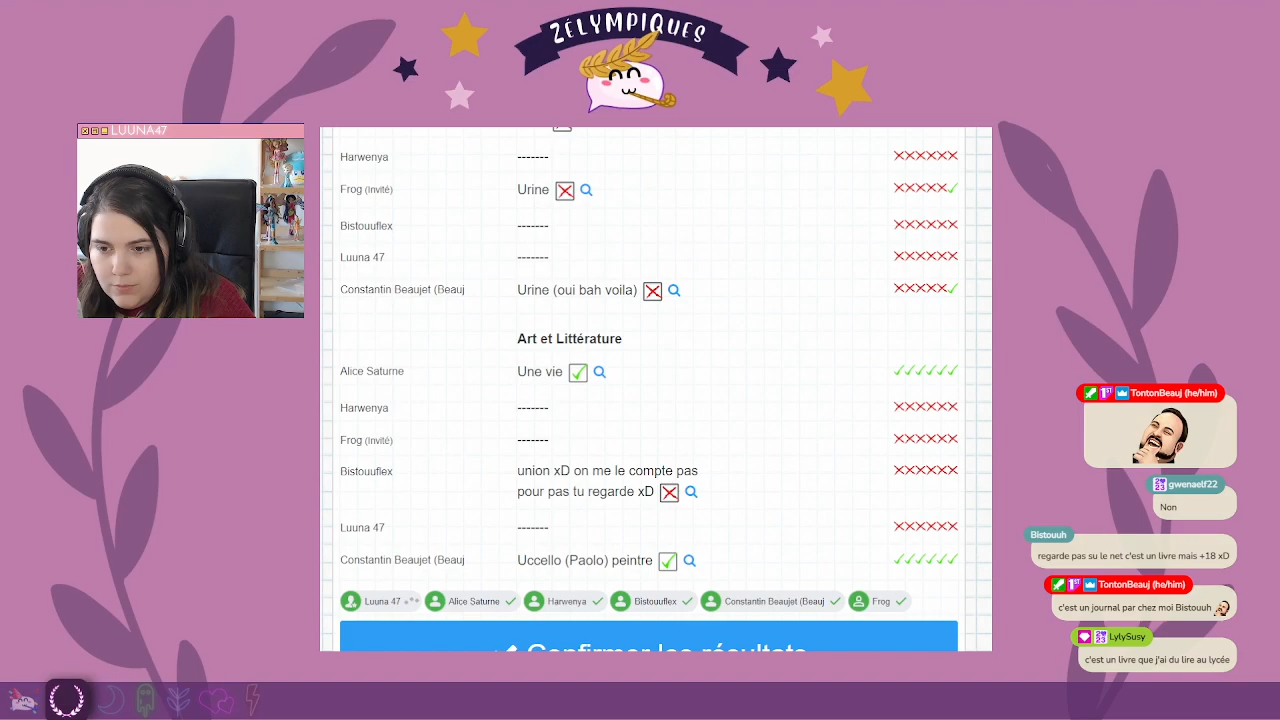 ZÉLYMPIQUES
LUUNA47
Harwenya -------
Frog (Invité) Urine
Bistouuflex -------
Luuna 47 -------
Constantin Beaujet (Beauj Urine (oui bah voila)
Art et Littérature
Alice Saturne Une vie
Harwenya -------
Frog (Invité) -------
Bistouuflex union xD on me le compte pas
pour pas tu regarde xD
Luuna 47 -------
Constantin Beaujet (Beauj Uccello (Paolo) peintre
Luuna 47 Alice Saturne Harwenya Bistouuflex Constantin Beaujet (Beauj Frog
Confirmer les résultats
TontonBeauj (he/him)
gwenaelf22
Non
Bistouuh
regarde pas su le net c'est un livre mais +18 xD
TontonBeauj (he/him)
c'est un journal par chez moi Bistouuh
LylySusy
c'est un livre que j'ai du lire au lycée